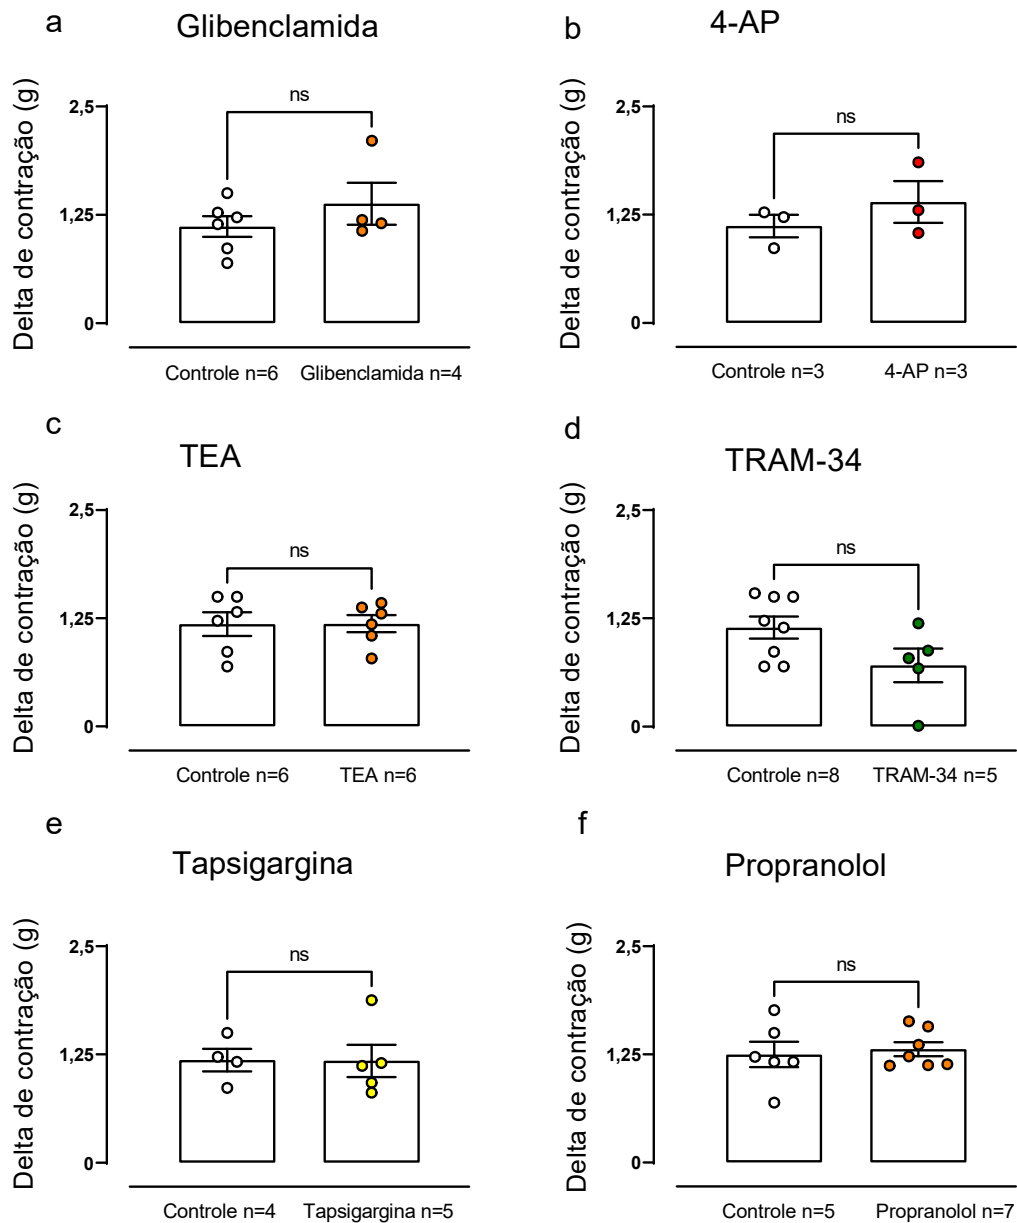 a
Glibenclamida
Delta de contração (g)
2,5
1,25
0
ns
Controle n=6
Glibenclamida n=4
b
4-AP
Delta de contração (g)
2,5
1,25
0
ns
Controle n=3
4-AP n=3
c
TEA
Delta de contração (g)
2,5
1,25
0
ns
Controle n=6
TEA n=6
d
TRAM-34
Delta de contração (g)
2,5
1,25
0
ns
Controle n=8
TRAM-34 n=5
e
Tapsigargina
Delta de contração (g)
2,5
1,25
0
ns
Controle n=4
Tapsigargina n=5
f
Propranolol
Delta de contração (g)
2,5
1,25
0
ns
Controle n=5
Propranolol n=7